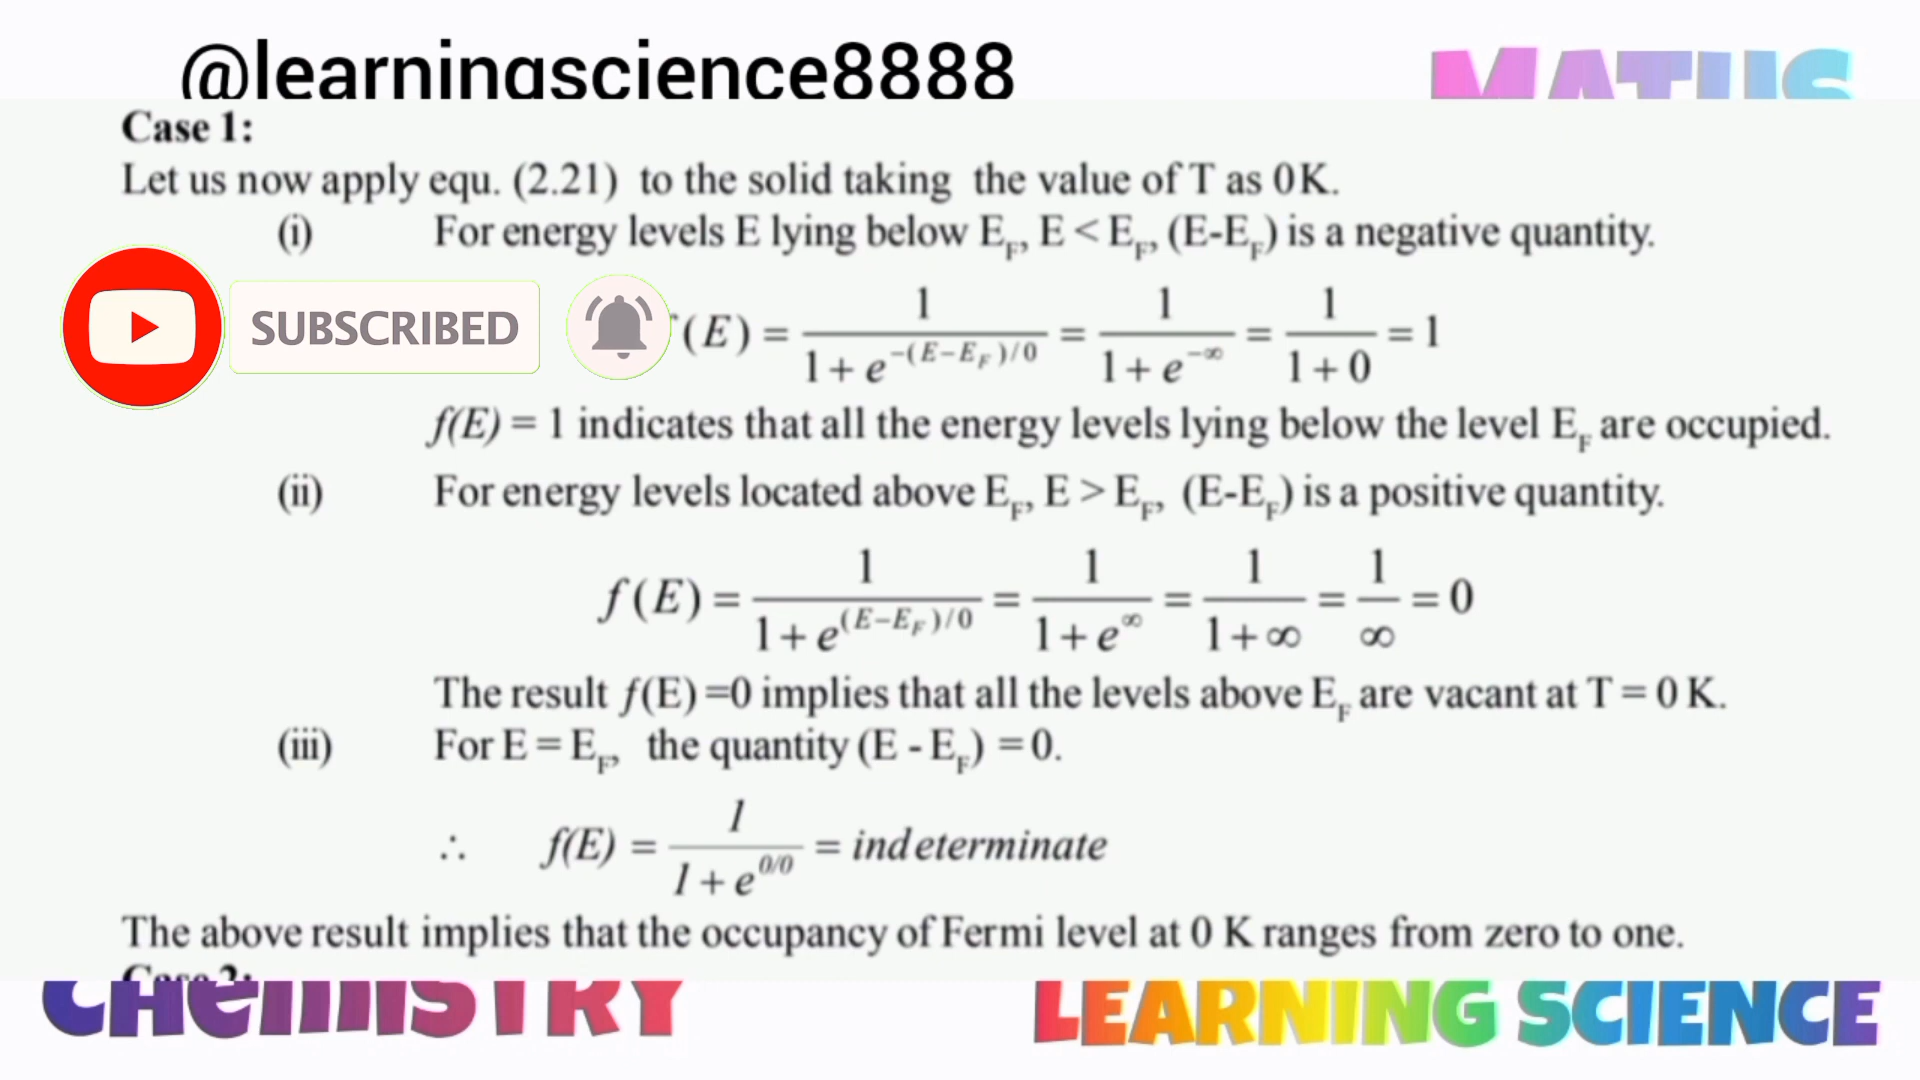 @learningscience8888
MATHS
Case 1:
Let us now apply equ. (2.21) to the solid taking the value of T as 0K.
(i) For energy levels E lying below E_F, E < E_F, (E-E_F) is a negative quantity.
SUBSCRIBED
(E) = 1 / (1 + e^{-(E-E_F)/0}) = 1 / (1 + e^{-∞}) = 1 / (1 + 0) = 1
f(E) = 1 indicates that all the energy levels lying below the level E_F are occupied.
(ii) For energy levels located above E_F, E > E_F, (E-E_F) is a positive quantity.
f(E) = 1 / (1 + e^{(E-E_F)/0}) = 1 / (1 + e^{∞}) = 1 / (1 + ∞) = 1 / ∞ = 0
The result f(E) =0 implies that all the levels above E_F are vacant at T = 0 K.
(iii) For E = E_F, the quantity (E - E_F) = 0.
∴ f(E) = 1 / (1 + e^{0/0}) = indeterminate
The above result implies that the occupancy of Fermi level at 0 K ranges from zero to one.
Case 2:
CHeMISTRY
LEARNING SCIENCE